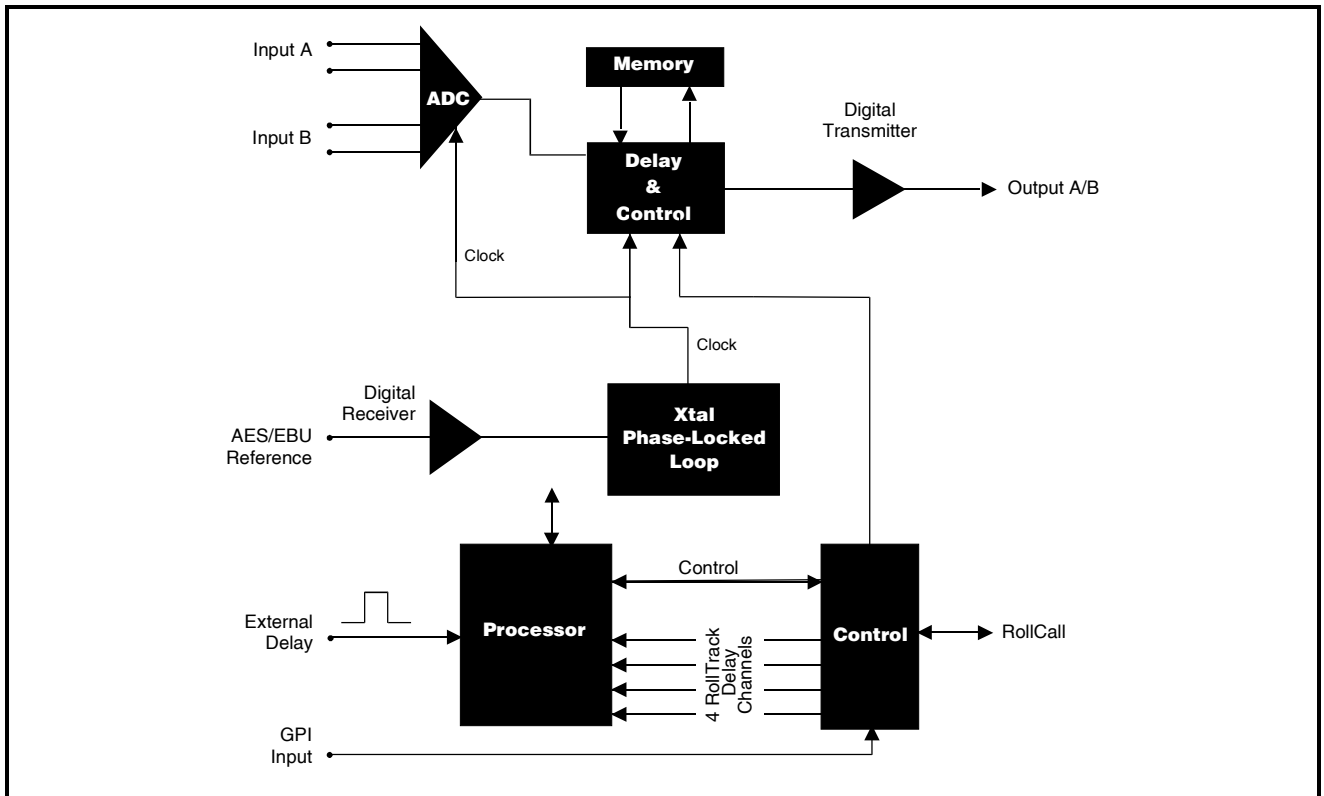 Input A
ADC
Memory
Digital
Transmitter
Input B
Delay
&
Control
Output A/B
Clock
Clock
Digital
Receiver
AES/EBU
Reference
Xtal
Phase-Locked
Loop
Control
External
Delay
Processor
4 RollTrack
Delay
Channels
Control
RollCall
GPI
Input